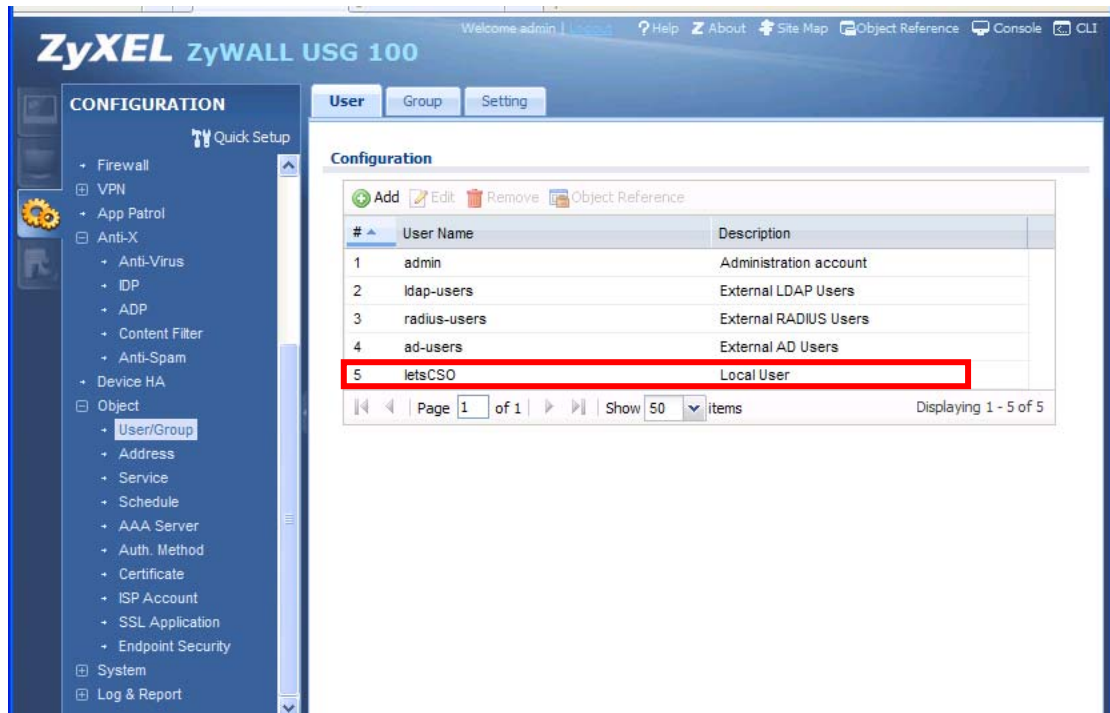 Welcome admin | Logout ?Help Z About Site Map Object Reference Console CLI
ZyXEL ZyWALL USG 100
CONFIGURATION
Quick Setup
Firewall
VPN
App Patrol
Anti-X
Anti-Virus
IDP
ADP
Content Filter
Anti-Spam
Device HA
Object
User/Group
Address
Service
Schedule
AAA Server
Auth. Method
Certificate
ISP Account
SSL Application
Endpoint Security
System
Log & Report
User Group Setting
Configuration
Add Edit Remove Object Reference
# User Name Description
1 admin Administration account
2 ldap-users External LDAP Users
3 radius-users External RADIUS Users
4 ad-users External AD Users
5 letsCSO Local User
Page 1 of 1 Show 50 items Displaying 1 - 5 of 5